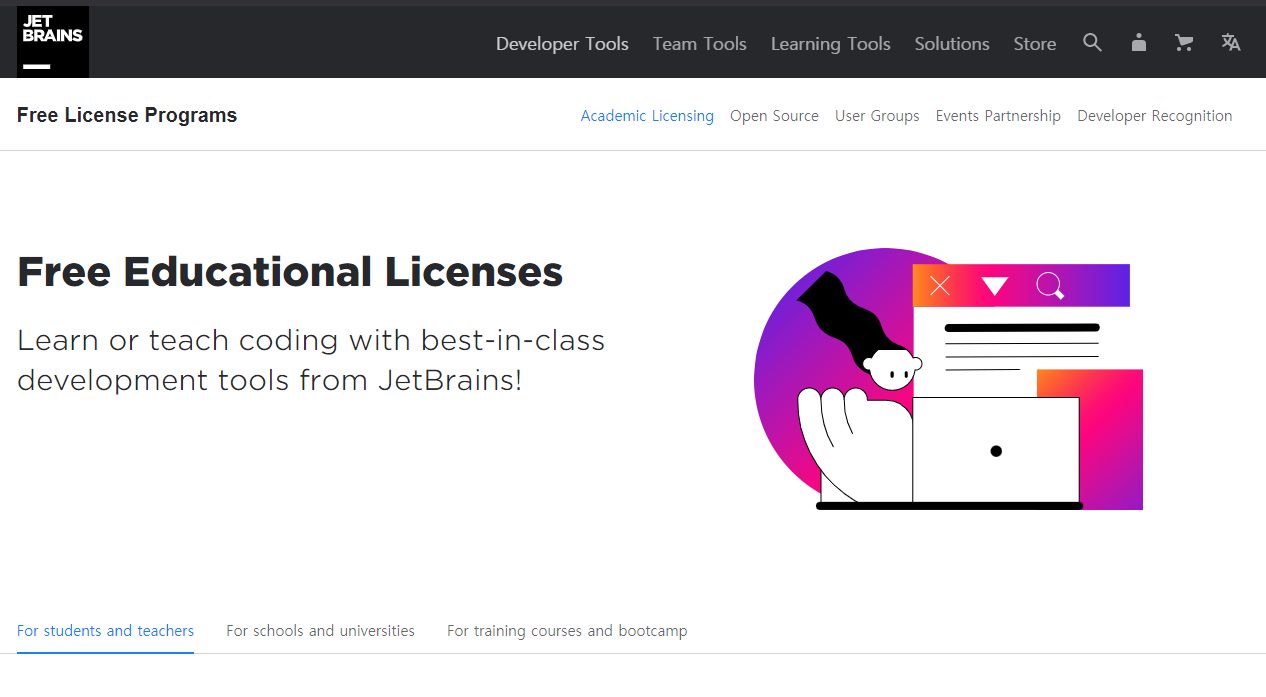 JET
BRAINS
Developer Tools Team Tools Learning Tools Solutions Store
Free License Programs
Academic Licensing Open Source User Groups Events Partnership Developer Recognition
Free Educational Licenses
Learn or teach coding with best-in-class
development tools from JetBrains!
For students and teachers For schools and universities For training courses and bootcamp